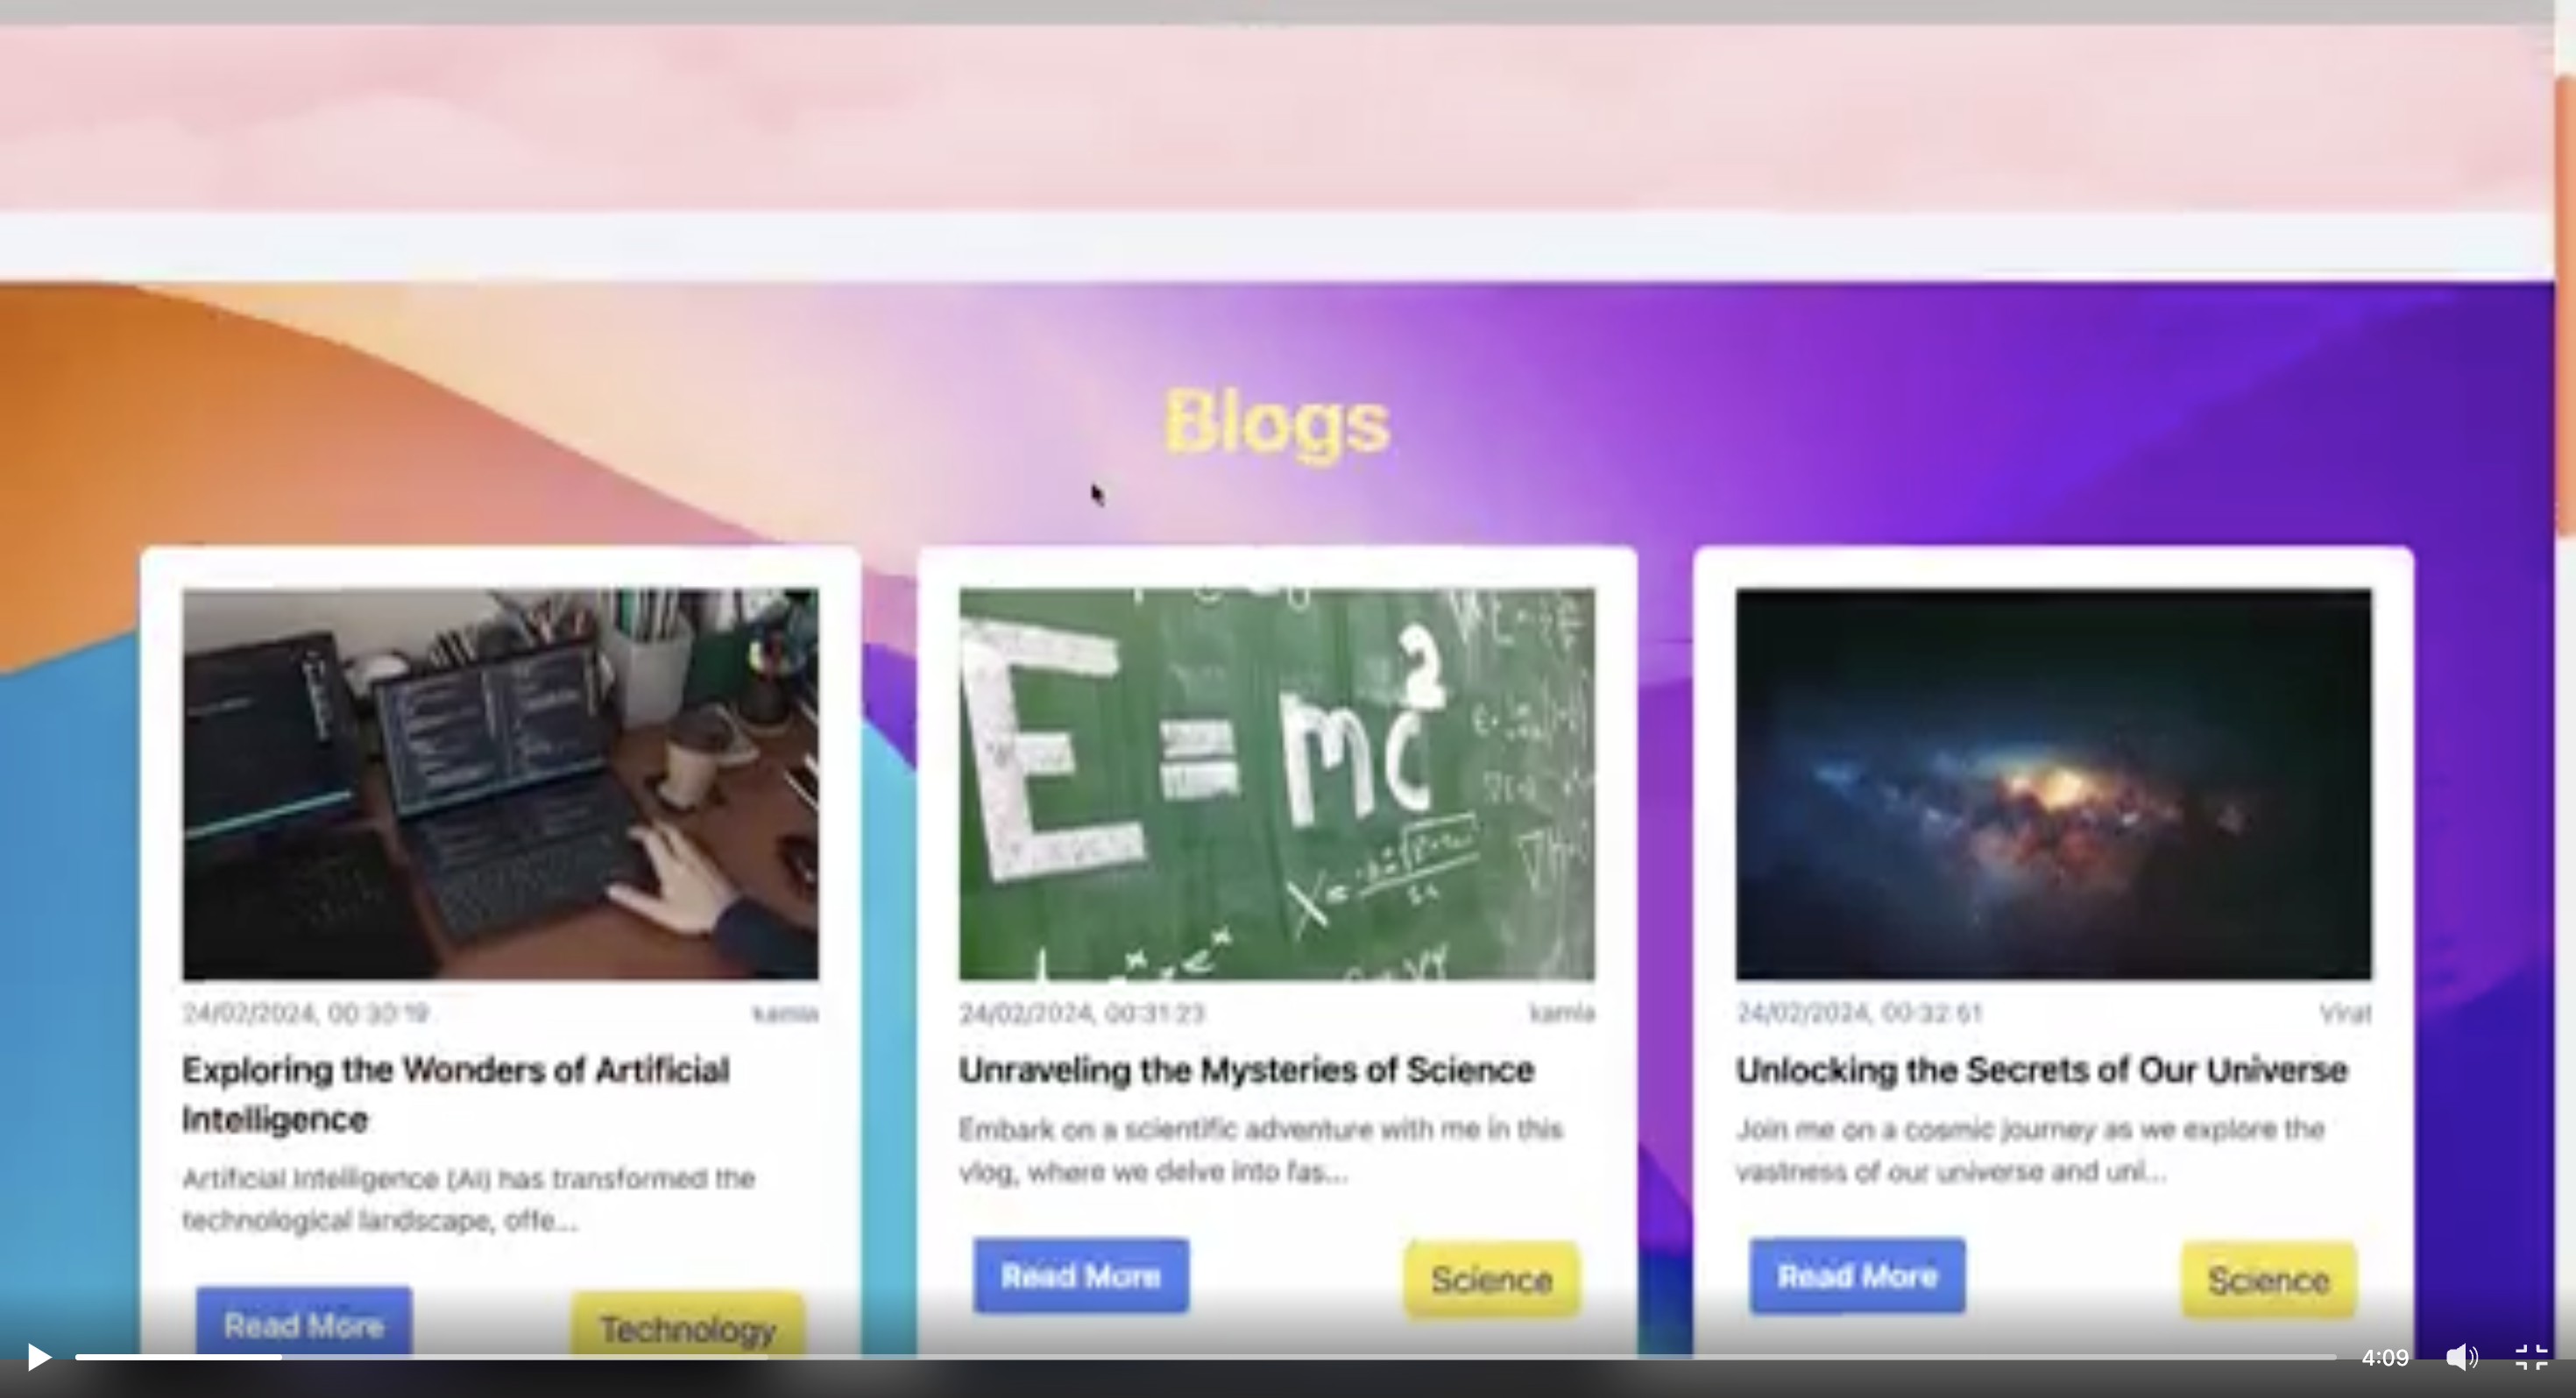 Blogs
E = mc²
24/02/2024, 00:30:19 kamla
24/02/2024, 00:31:23 kamla
24/02/2024, 00:32:51 Virat
Exploring the Wonders of Artificial
Intelligence
Artificial Intelligence (AI) has transformed the
technological landscape, offe...
Read More
Technology
Unraveling the Mysteries of Science
Embark on a scientific adventure with me in this
vlog, where we delve into fas...
Read More
Science
Unlocking the Secrets of Our Universe
Join me on a cosmic journey as we explore the
vastness of our universe and unl...
Read More
Science
4:09